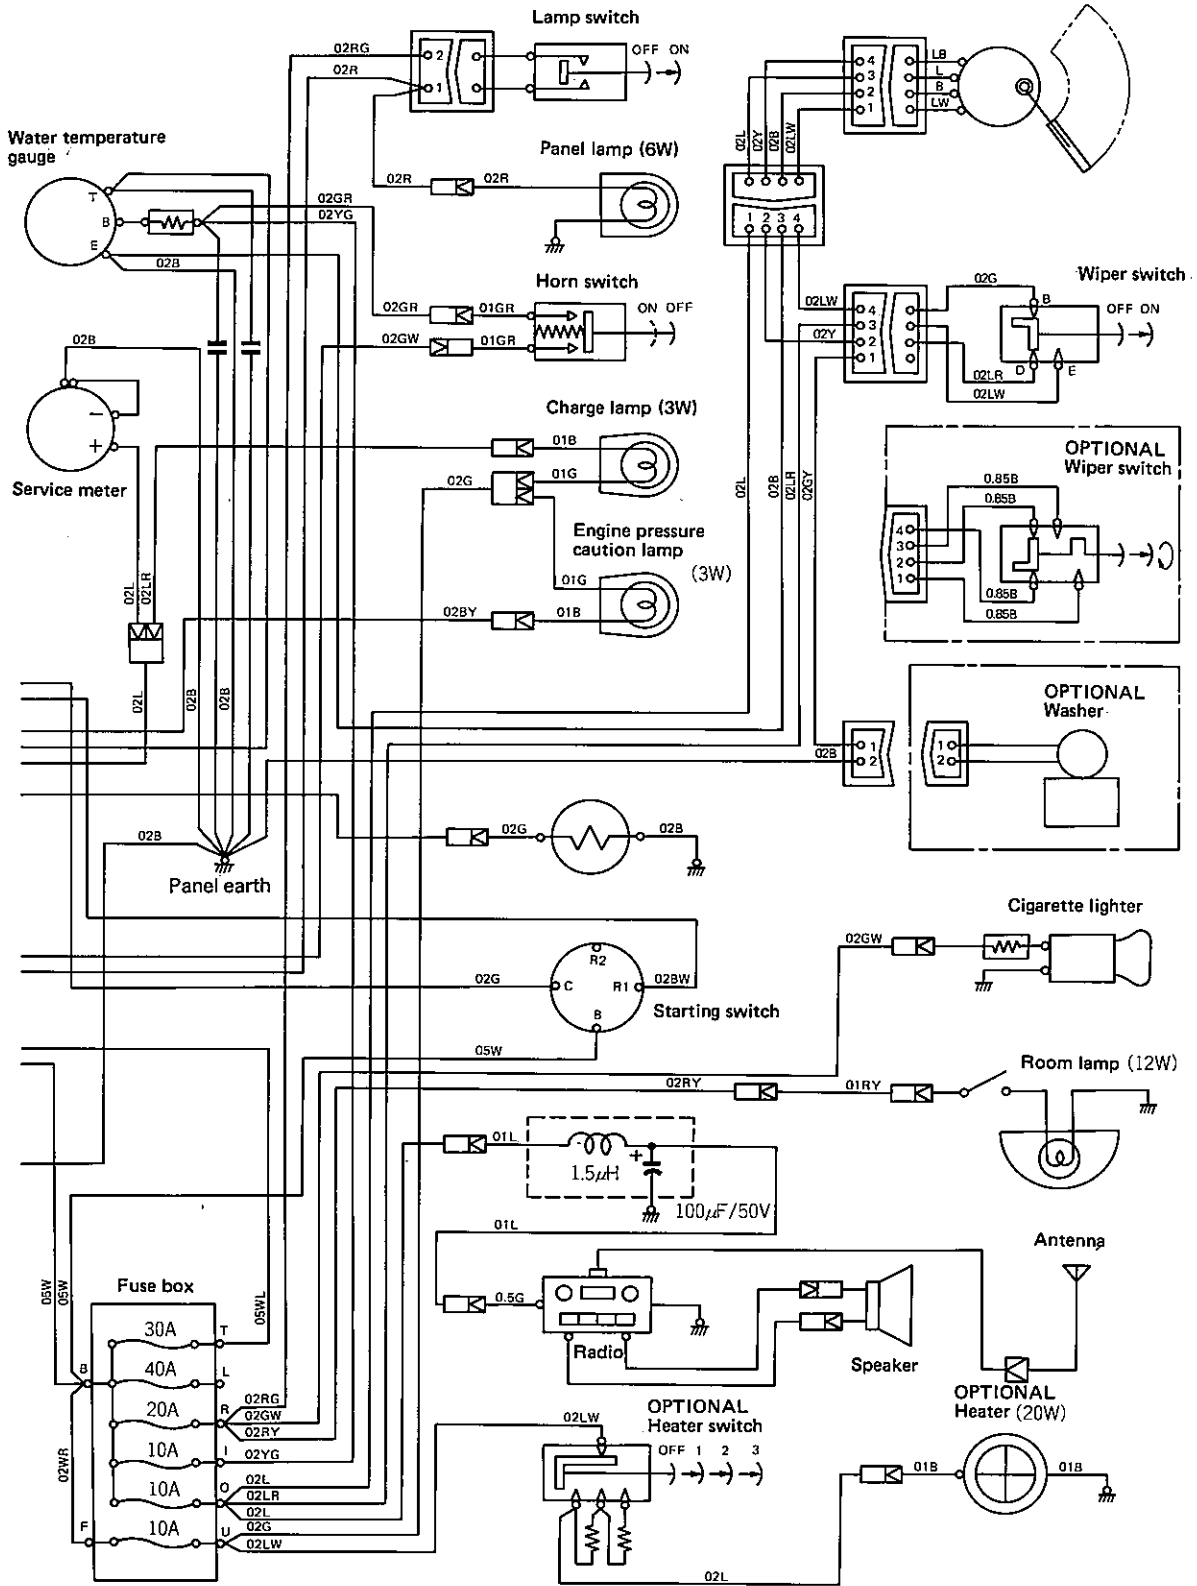 Lamp switch
02RG
2
OFF ON
02R
1
4
3
2
1
LB
L
B
LW
02L
02Y
02B
02LW
Water temperature
gauge
T
B
E
02GR
02YG
02B
Panel lamp (6W)
02R
02R
1 2 3 4
Horn switch
02GR
01GR
ON OFF
02GW
01GR
Wiper switch
02G
B
OFF ON
02LW
4
3
02Y
2
1
02LR
D
E
02LW
02B
−
+
Service meter
Charge lamp (3W)
01B
02G
01G
Engine pressure
caution lamp
(3W)
01G
02BY
01B
02L
02B
02LR
02GY
OPTIONAL
Wiper switch
0.85B
0.85B
4
3
2
1
0.85B
0.85B
02L
02LR
02L
02B
02B
OPTIONAL
Washer
1
2
02B
1
2
02B
Panel earth
02G
02B
Cigarette lighter
02GW
R2
02G
C
R1
02BW
B
Starting switch
05W
Room lamp (12W)
02RY
01RY
01L
1.5μH
+
100μF/50V
01L
Antenna
Fuse box
05W
05W
05WL
0.5G
Radio
Speaker
30A
T
B
40A
L
20A
R
02RG
02GW
02RY
10A
I
02YG
10A
O
02L
02LR
02L
02WR
F
10A
U
02G
02LW
OPTIONAL
Heater switch
02LW
OFF 1 2 3
02L
OPTIONAL
Heater (20W)
01B
01B